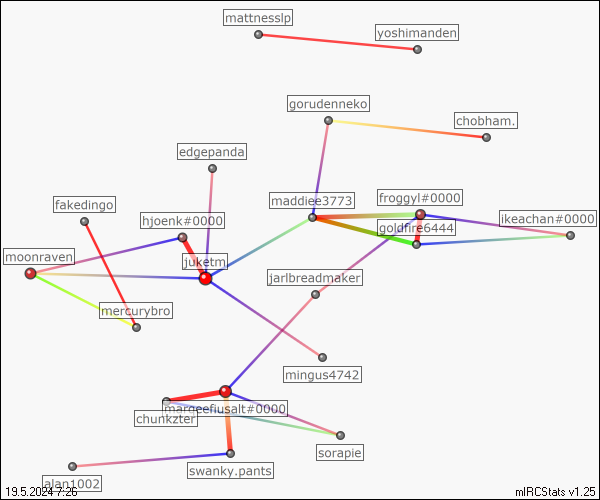 mattnesslp
yoshimanden
gorudenneko
chobham.
edgepanda
maddiee3773
froggyl#0000
fakedingo
hjoenk#0000
goldfire6444
ikeachan#0000
moonraven
juketm
jarlbreadmaker
mercurybro
mingus4742
margeefiusalt#0000
chunkzter
sorapie
swanky.pants
alan1002
19.5.2024 7:26
mIRCStats v1.25